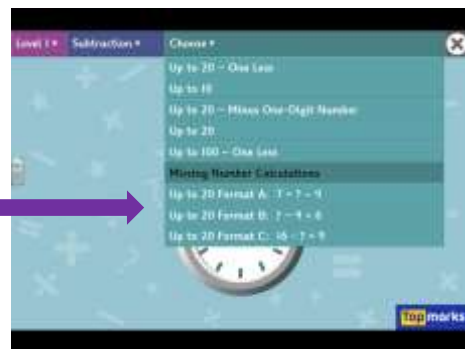 Level 1 Subtraction Choose
Up to 20 – One Less
Up to 10
Up to 20 – Minus One-Digit Number
Up to 20
Up to 100 – One Less
Missing Number Calculations
Up to 20 Format A: 7 = ? - 9
Up to 20 Format B: ? - 9 = 6
Up to 20 Format C: 16 - ? = 9
Topmarks